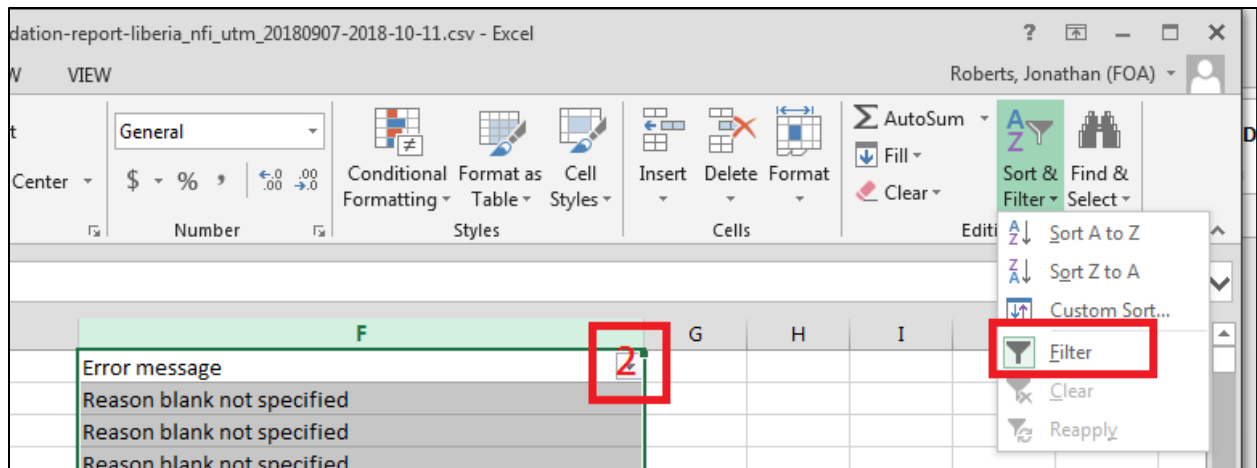 dation-report-liberia_nfi_utm_20180907-2018-10-11.csv - Excel
?
W VIEW
Roberts, Jonathan (FOA)
t
General
Center
$ % ,
←.0 .00
.00 →.0
Conditional Formatting
Format as Table
Cell Styles
Insert
Delete
Format
AutoSum
Fill
Clear
Sort & Filter
Find & Select
D
Number
Styles
Cells
Editi
Sort A to Z
Sort Z to A
Custom Sort...
Filter
Clear
Reapply
F G H I
Error message
2
Reason blank not specified
Reason blank not specified
Reason blank not specified